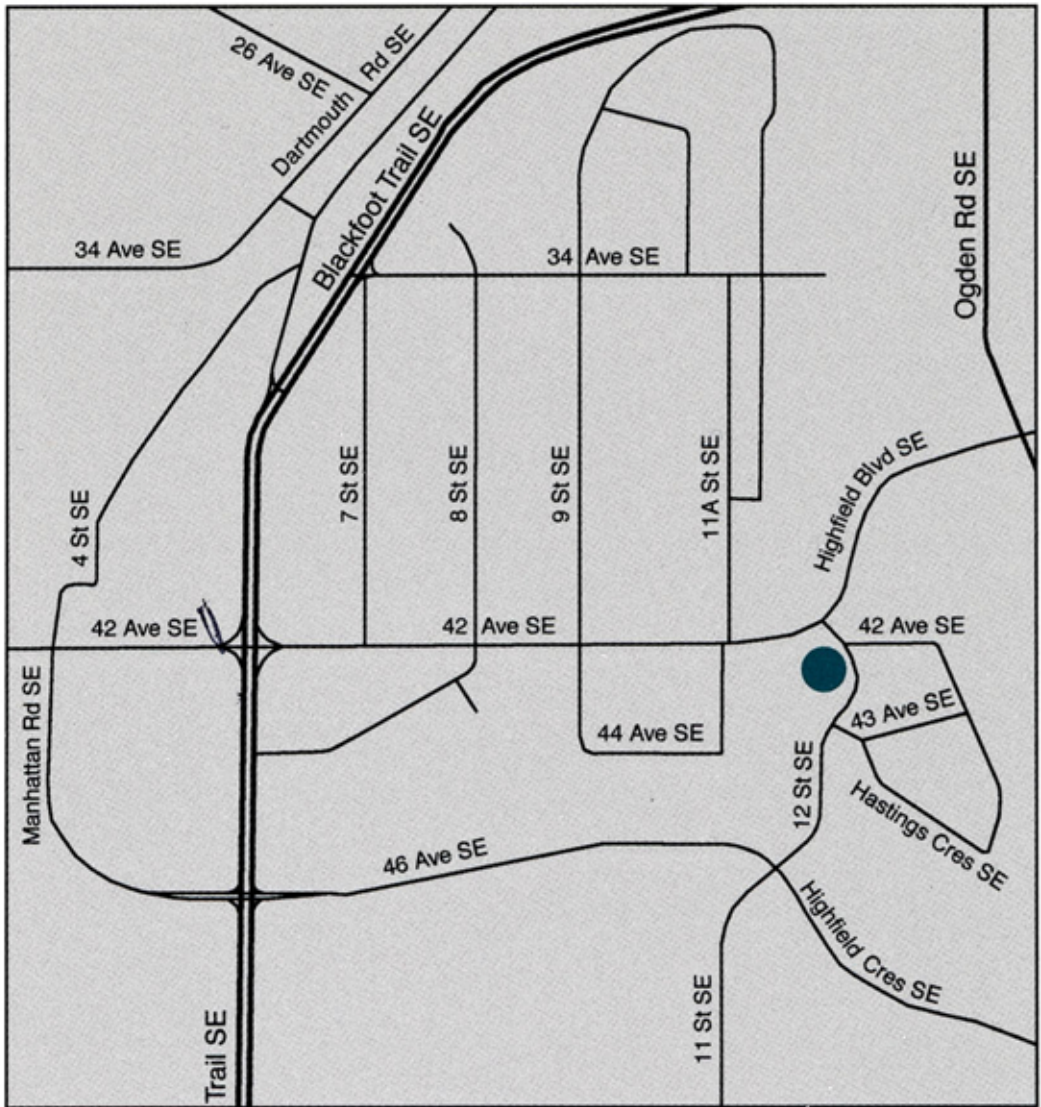 26 Ave SE
Dartmouth Rd SE
Blackfoot Trail SE
34 Ave SE
34 Ave SE
Ogden Rd SE
7 St SE
8 St SE
9 St SE
11A St SE
Highfield Blvd SE
4 St SE
42 Ave SE
42 Ave SE
42 Ave SE
Manhattan Rd SE
44 Ave SE
43 Ave SE
12 St SE
Hastings Cres SE
46 Ave SE
Highfield Cres SE
11 St SE
Trail SE